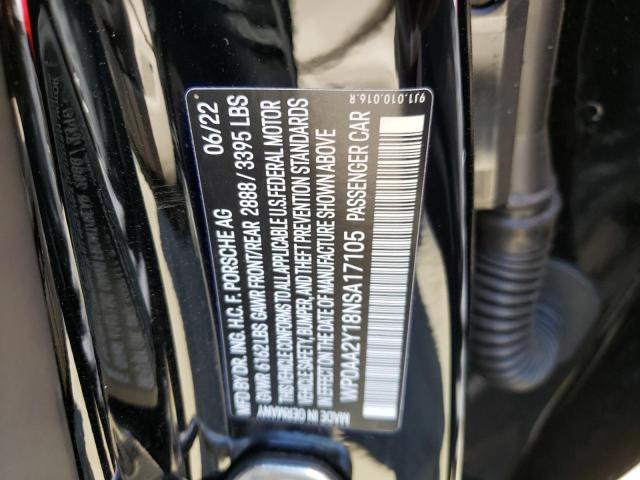 MFD BY DR. ING. H.C. F. PORSCHE AG 06/22
GVWR 6162 LBS GAWR FRONT/REAR 2888 / 3395 LBS
THIS VEHICLE CONFORMS TO ALL APPLICABLE U.S. FEDERAL MOTOR
VEHICLE SAFETY, BUMPER, AND THEFT PREVENTION STANDARDS
IN EFFECT ON THE DATE OF MANUFACTURE SHOWN ABOVE
MADE IN GERMANY
WP0AA2Y18NSA17105 PASSENGER CAR
9J1.010.016.R